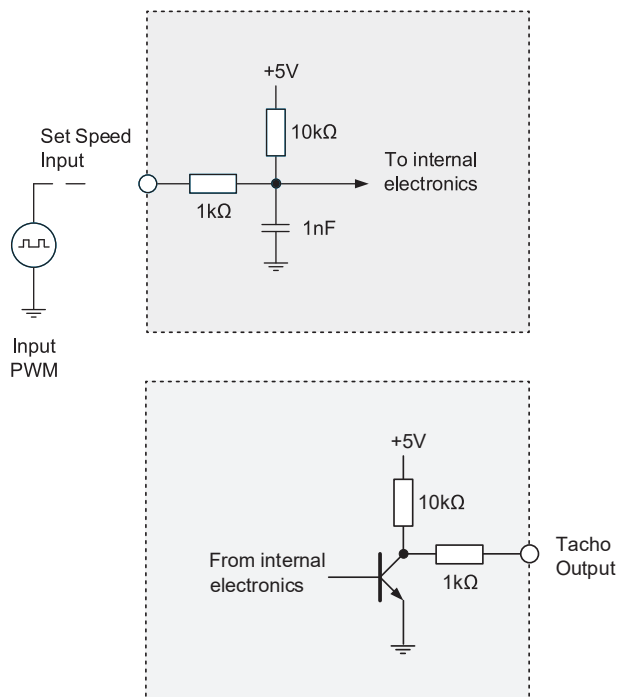 +5V
10kΩ
Set Speed
Input
To internal
electronics
1kΩ
1nF
Input
PWM
+5V
10kΩ
From internal
electronics
1kΩ
Tacho
Output